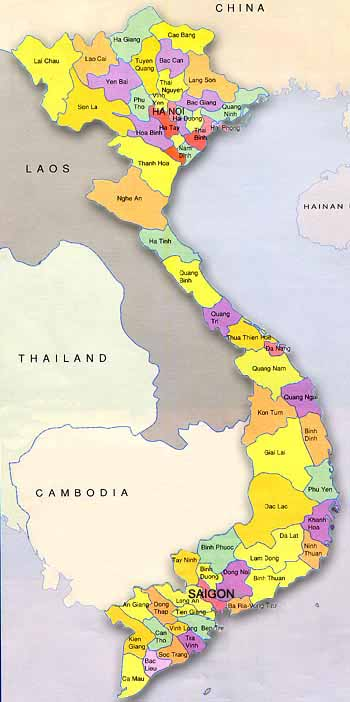 CHINA
Ha Giang
Cao Bang
Lai Chau
Lao Cai
Tuyen
Quang
Bac Can
Yen Bai
Thai
Nguyen
Lang Son
Son La
Phu
Tho
Vinh
Yen
Bac Giang
Quang
Ninh
HA NOI
Hai Duong
Hoa Binh
Ha Tay
Thai
Binh
Hai Phong
Nam
Dinh
Thanh Hoa
LAOS
Nghe An
HAINAN
Ha Tinh
Quang
Binh
Quang
Tri
Thua Thien Hue
Da Nang
THAILAND
Quang Nam
Quang Ngai
Kon Tum
Binh
Dinh
Giai Lai
CAMBODIA
Phu Yen
Dac Lac
Khanh
Hoa
Da Lat
Binh Phuoc
Ninh
Thuan
Tay Ninh
Lam Dong
Binh
Duong
Dong Nai
Binh Thuan
SAIGON
Long An
An Giang
Dong
Thap
Tien Giang
Ba Ria-Vong Tau
Vinh Long
Ben Tre
Kien
Giang
Can
Tho
Tra
Vinh
Soc Trang
Bac
Lieu
Ca Mau